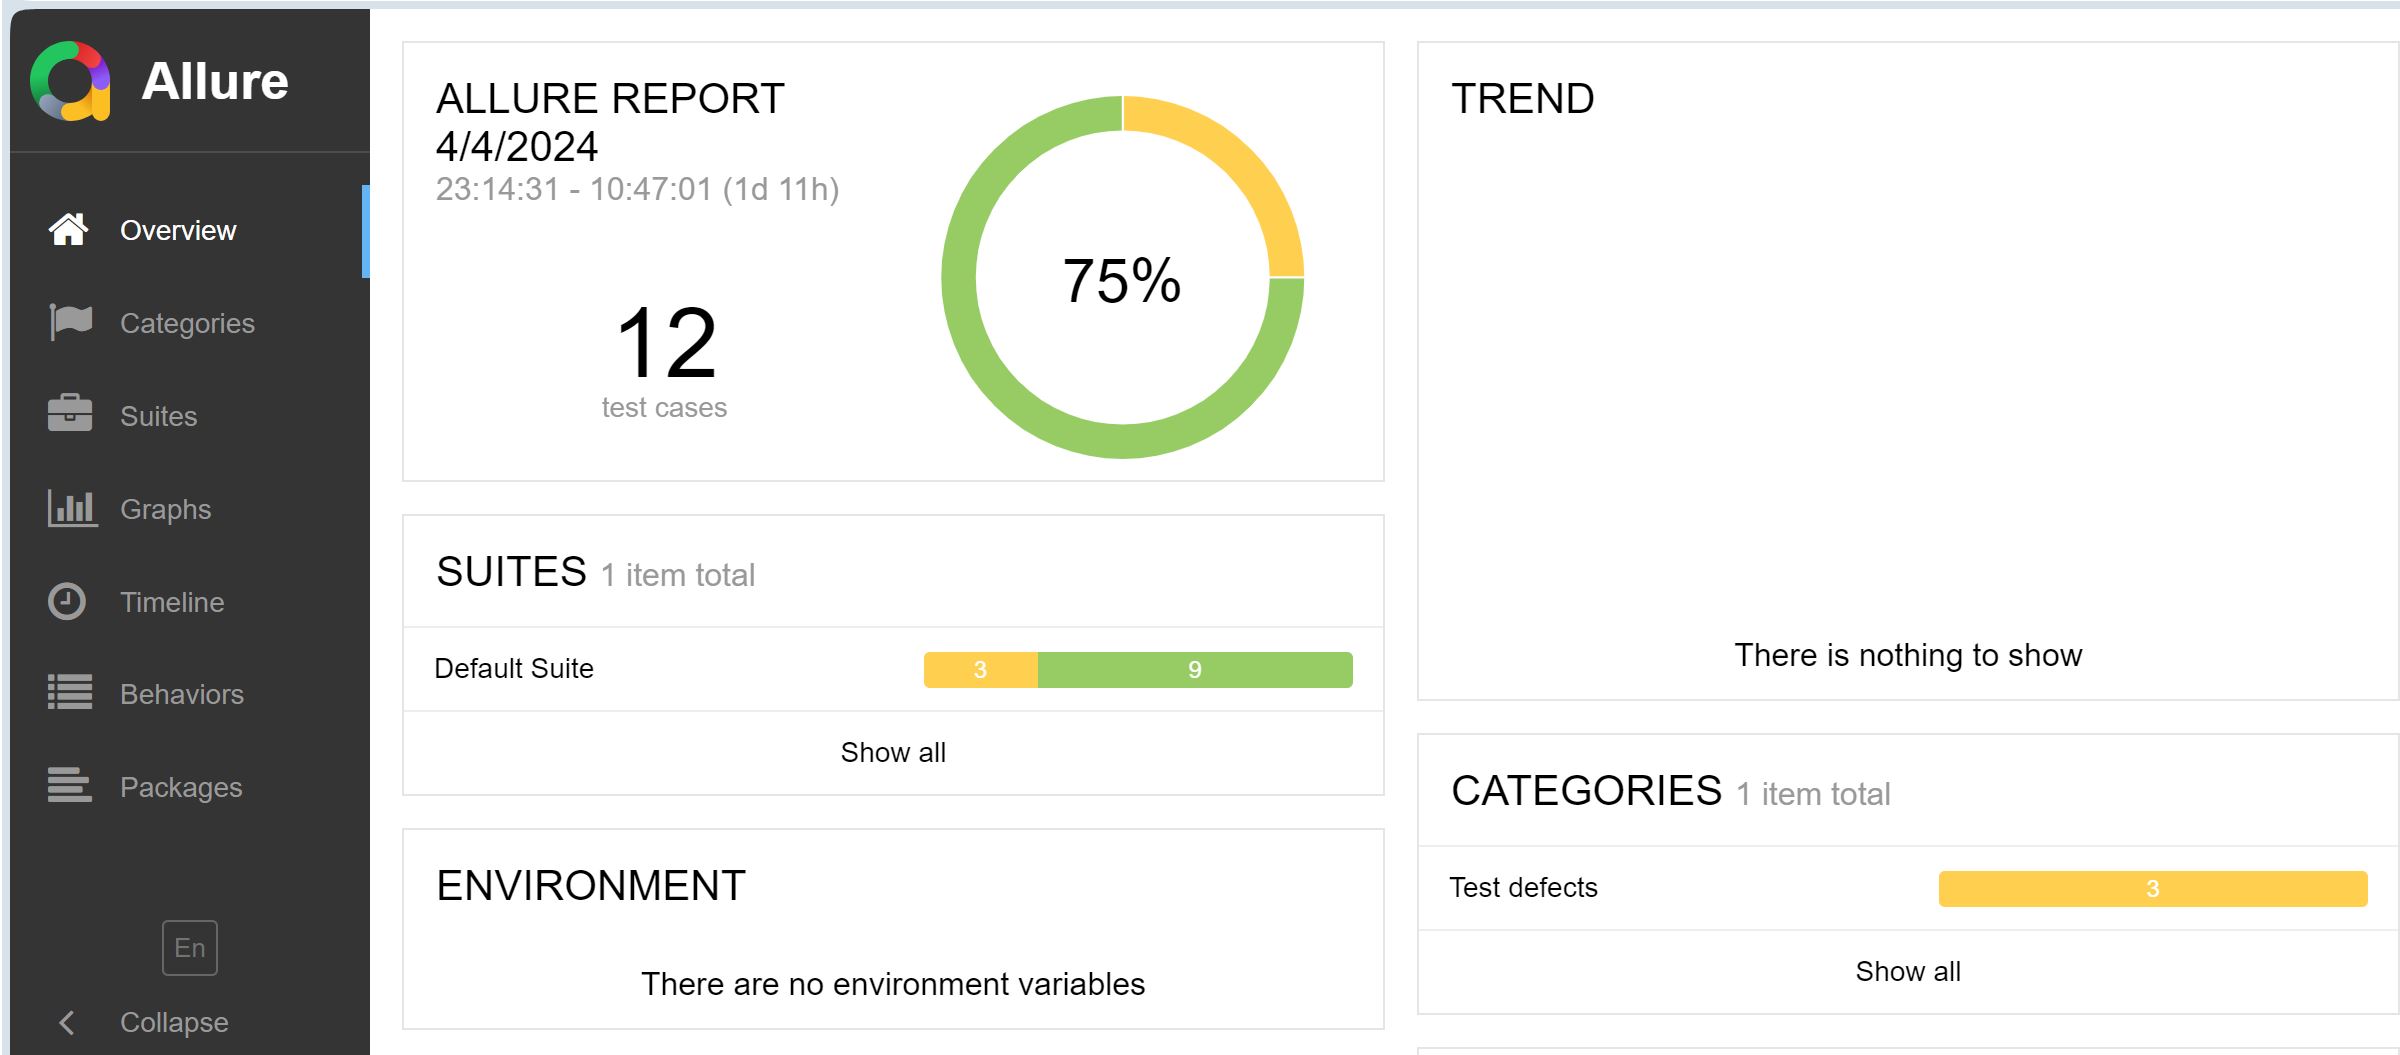 Allure
Overview
Categories
Suites
Graphs
Timeline
Behaviors
Packages
En
Collapse
ALLURE REPORT
4/4/2024
23:14:31 - 10:47:01 (1d 11h)
12
test cases
75%
SUITES 1 item total
Default Suite 3 9
Show all
ENVIRONMENT
There are no environment variables
TREND
There is nothing to show
CATEGORIES 1 item total
Test defects 3
Show all